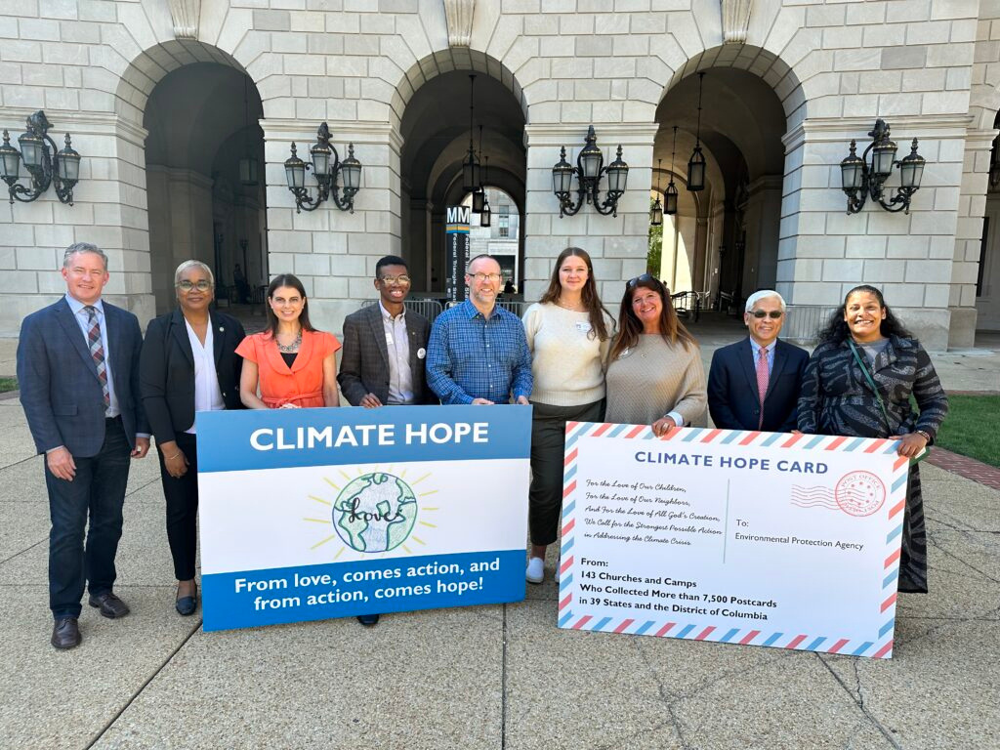 MM
Federal Triangle Sta
CLIMATE HOPE
Love
From love, comes action, and
from action, comes hope!
CLIMATE HOPE CARD
For the Love of Our Children,
For the Love of Our Neighbors,
And For the Love of All God's Creation,
We Call for the Strongest Possible Action
in Addressing the Climate Crisis.
POST OFFICE
To:
Environmental Protection Agency
From:
143 Churches and Camps
Who Collected More than 7,500 Postcards
in 39 States and the District of Columbia